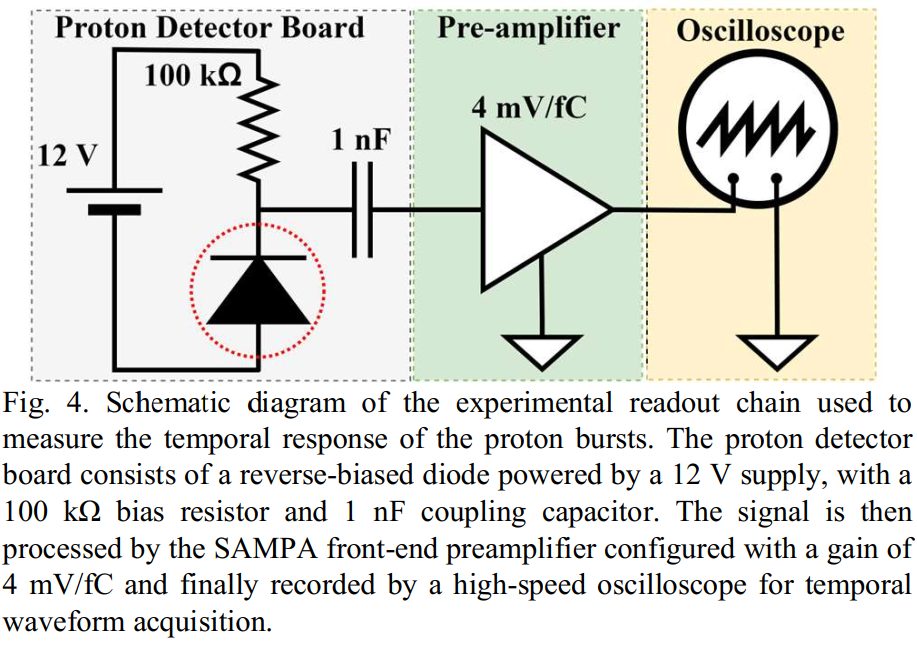 Proton Detector Board
Pre-amplifier
Oscilloscope
100 kΩ
4 mV/fC
1 nF
12 V
Fig. 4. Schematic diagram of the experimental readout chain used to
measure the temporal response of the proton bursts. The proton detector
board consists of a reverse-biased diode powered by a 12 V supply, with a
100 kΩ bias resistor and 1 nF coupling capacitor. The signal is then
processed by the SAMPA front-end preamplifier configured with a gain of
4 mV/fC and finally recorded by a high-speed oscilloscope for temporal
waveform acquisition.